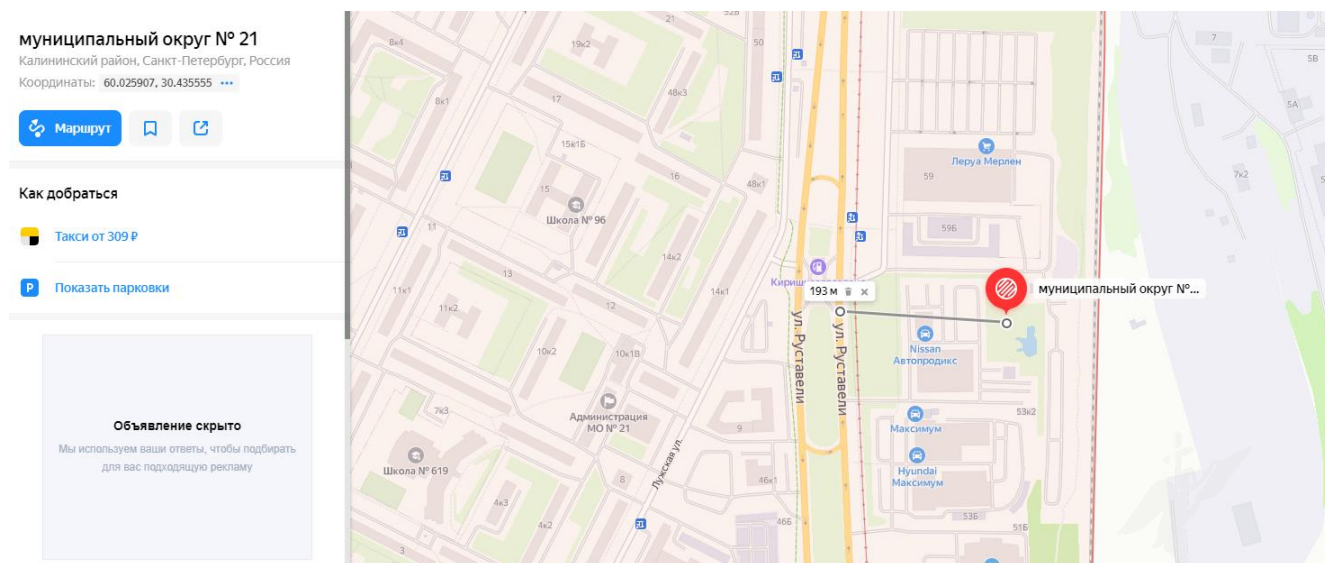 муниципальный округ № 21
Калининский район, Санкт-Петербург, Россия
Координаты: 60.025907, 30.435555 •••
Маршрут
Как добраться
Такси от 309 ₽
P Показать парковки
Объявление скрыто
Мы используем ваши ответы, чтобы подбирать
для вас подходящую рекламу
21
8к4
19к2
50
7
5В
8к1
17
48к3
5А
15к1Б
Леруа Мерлен
16
59
7к2
15
48к1
Школа № 96
11
59Б
14к2
13
11к1
14к1
193 м
муниципальный округ №...
11к2
12
ул. Руставели
ул. Руставели
Nissan
Автопродикс
10к2
10к1В
7к3
Администрация
МО № 21
53к2
9
Максимум
Школа № 619
Лужская ул.
Hyundai
Максимум
8
46к1
4к3
4к2
46Б
53Б
51Б
3